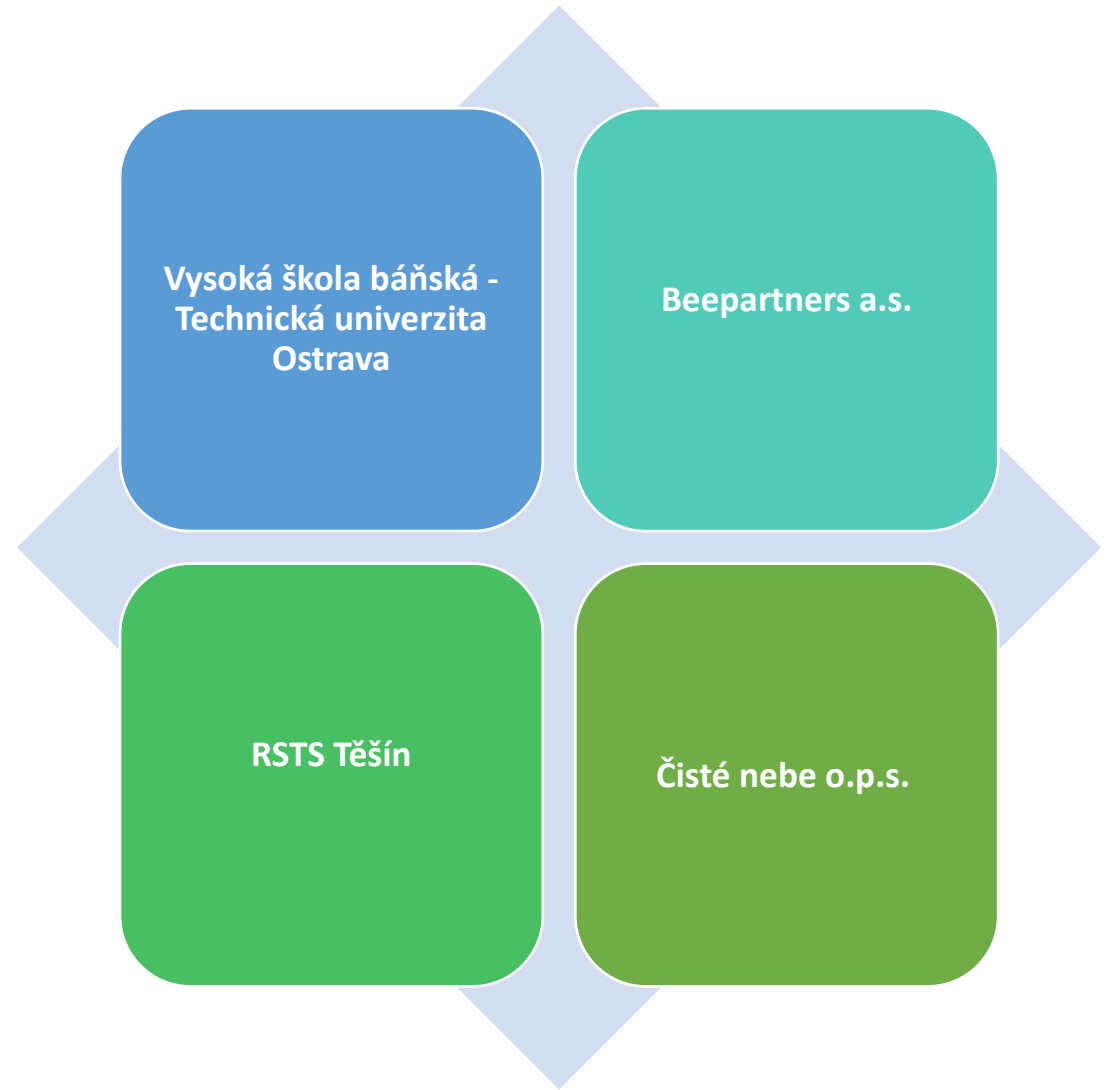 Vysoká škola báňská -
Technická univerzita
Ostrava
Beepartners a.s.
RSTS Těšín
Čisté nebe o.p.s.